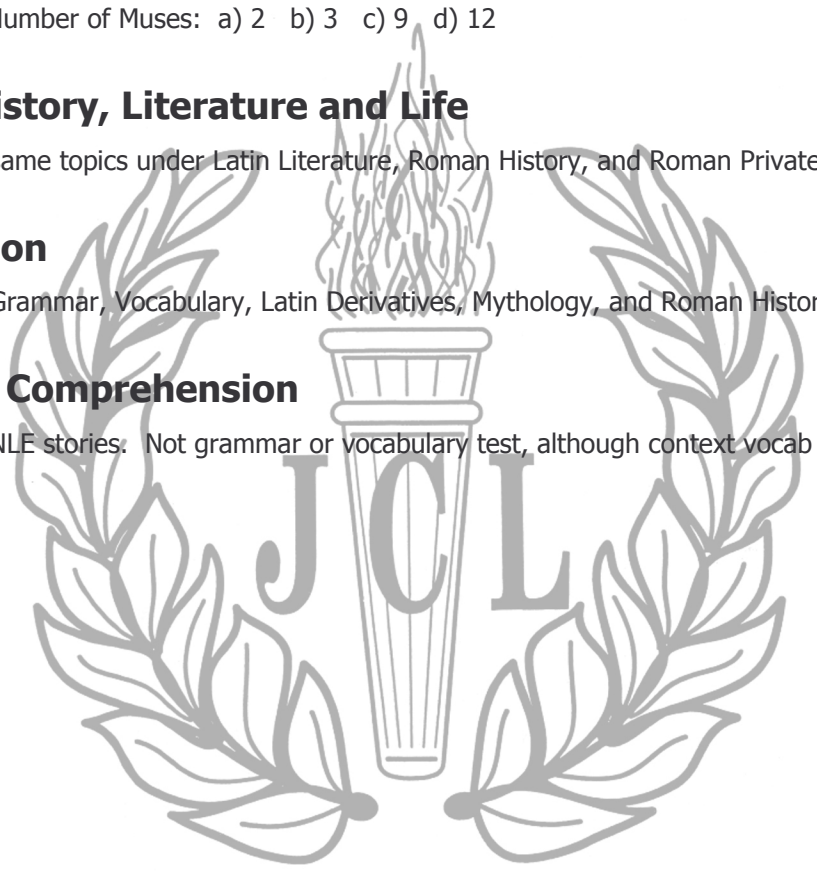 umber of Muses: a) 2 b) 3 c) 9 d) 12
istory, Literature and Life
ame topics under Latin Literature, Roman History, and Roman Private
on
Grammar, Vocabulary, Latin Derivatives, Mythology, and Roman Histor
Comprehension
NLE stories. Not grammar or vocabulary test, although context vocab
J C L